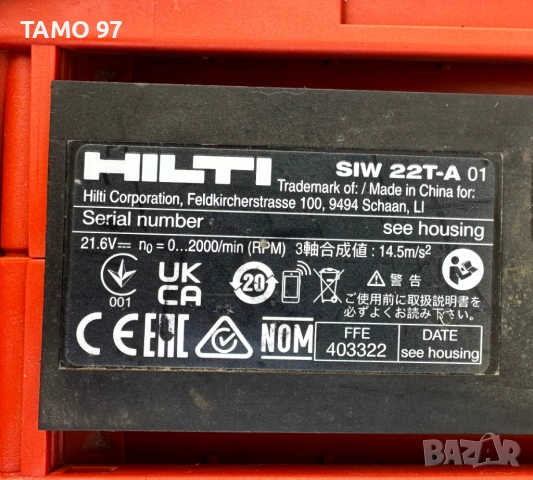 TAMO 97
HILTI
SIW 22T-A 01
Trademark of: / Made in China for:
Hilti Corporation, Feldkircherstrasse 100, 9494 Schaan, LI
Serial number see housing
21.6V⎓ n0 = 0...2000/min (RPM) 3軸合成値 : 14.5m/s²
001
UK
CA
20
⚠ 警告
ご使用前に取扱説明書を
必ずよくお読み下さい。
CE EAC NOM
FFE
403322
DATE
see housing
BAZAR